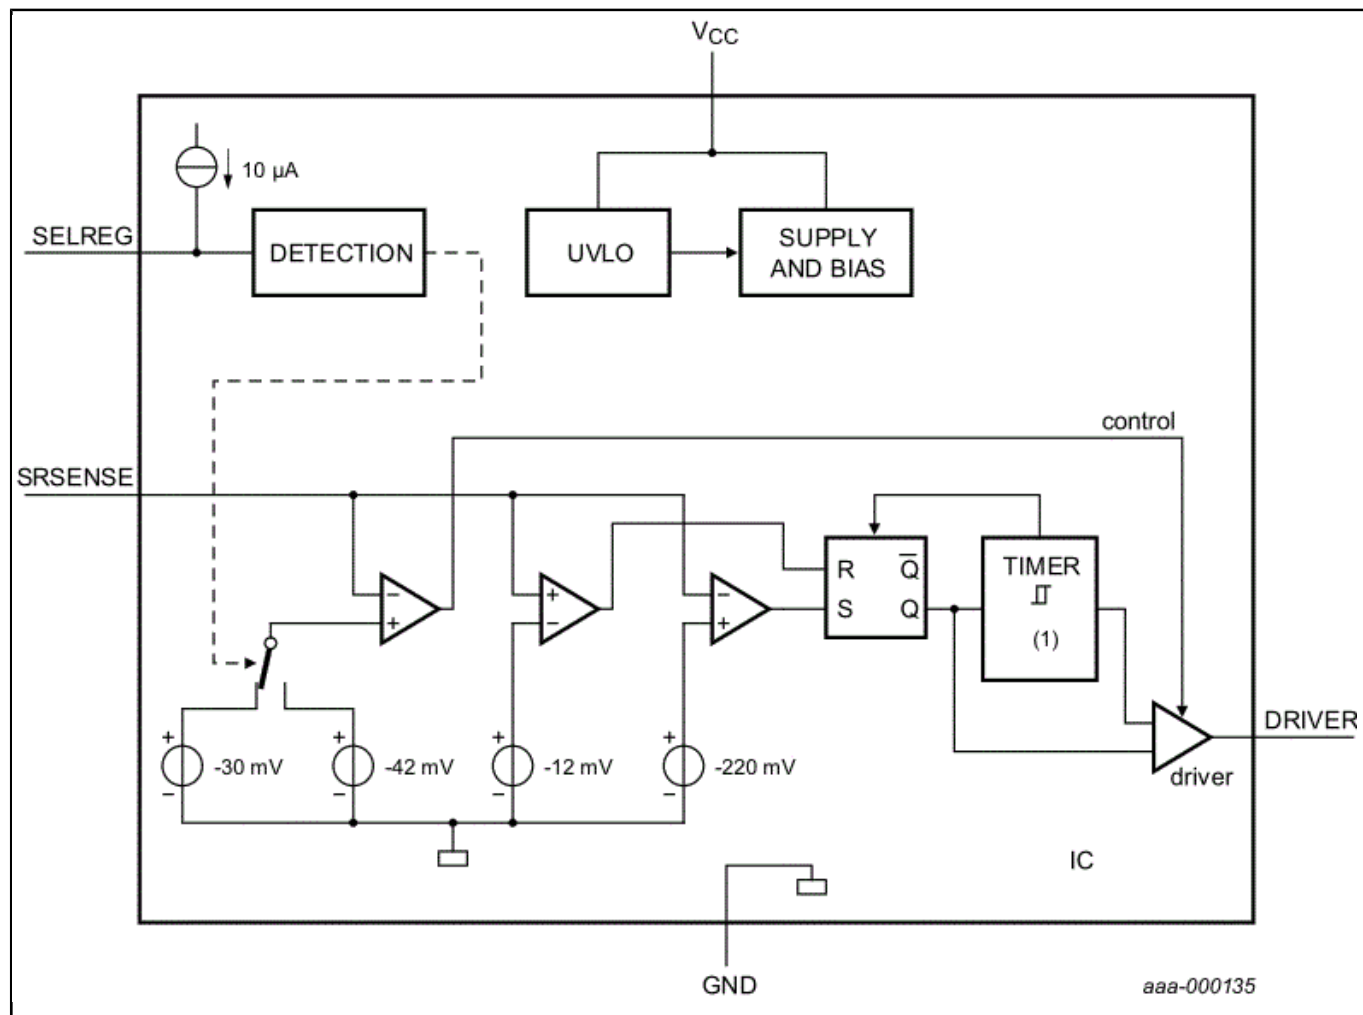 VCC
10 µA
SELREG
DETECTION
UVLO
SUPPLY
AND BIAS
control
SRSENSE
−
+
+
−
−
+
R
Q̅
S
Q
TIMER
(1)
+
-30 mV
−
+
-42 mV
−
+
-12 mV
−
+
-220 mV
−
DRIVER
driver
IC
GND
aaa-000135